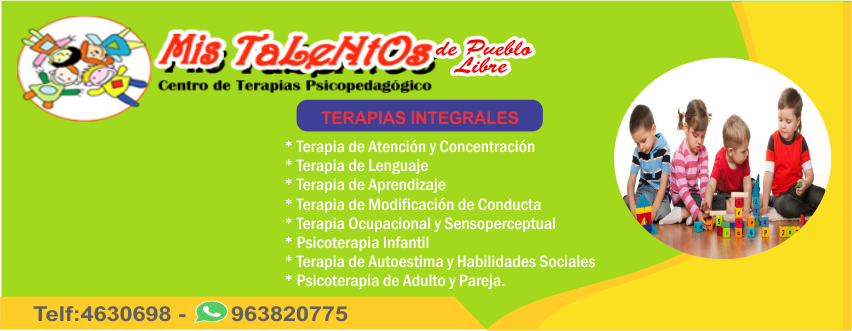 Mis TaLeNtOs de Pueblo Libre
Centro de Terapias Psicopedagógico
TERAPIAS INTEGRALES
* Terapia de Atención y Concentración
* Terapia de Lenguaje
* Terapia de Aprendizaje
* Terapia de Modificación de Conducta
* Terapia Ocupacional y Sensoperceptual
* Psicoterapia Infantil
* Terapia de Autoestima y Habilidades Sociales
* Psicoterapia de Adulto y Pareja.
Telf:4630698 - 963820775